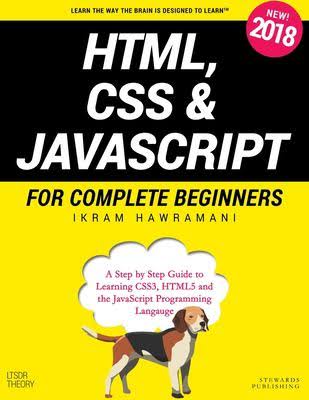 LEARN THE WAY THE BRAIN IS DESIGNED TO LEARN™
NEW!
2018
HTML,
CSS &
JAVASCRIPT
FOR COMPLETE BEGINNERS
IKRAM HAWRAMANI
A Step by Step Guide to
Learning CSS3, HTML5 and
the JavaScript Programming
Langauge
LTSDR
THEORY
STEWARDS
PUBLISHING